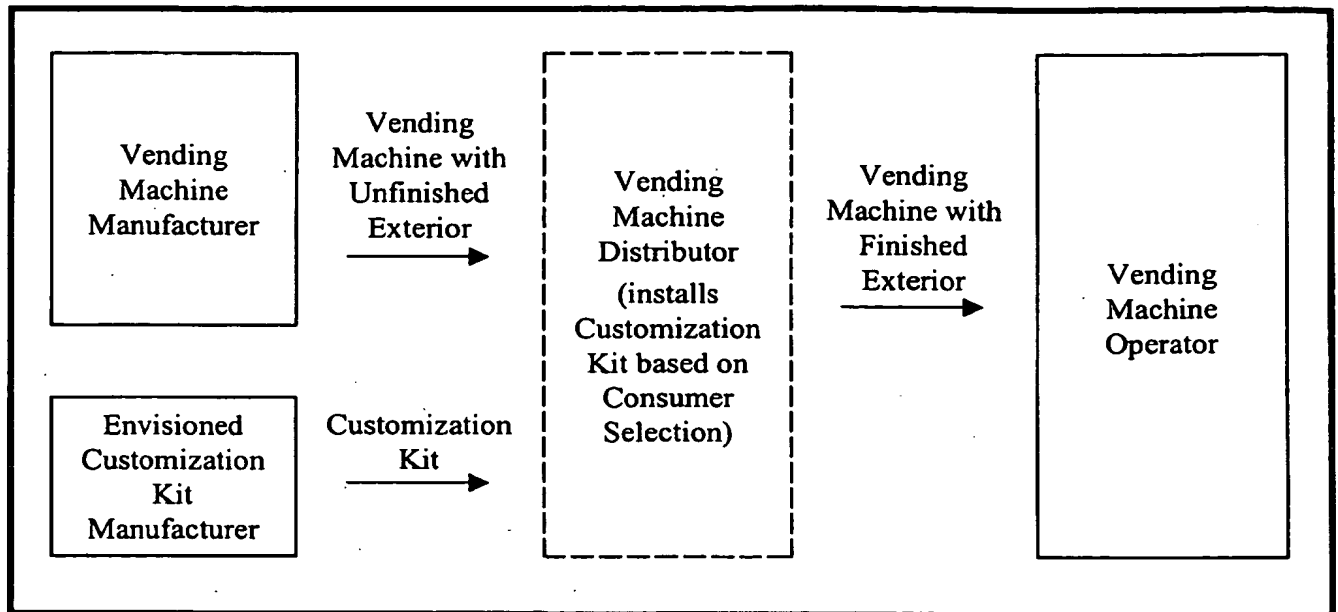 Vending
Machine
Manufacturer
Vending
Machine with
Unfinished
Exterior
Envisioned
Customization
Kit
Manufacturer
Customization
Kit
Vending
Machine
Distributor
(installs
Customization
Kit based on
Consumer
Selection)
Vending
Machine with
Finished
Exterior
Vending
Machine
Operator